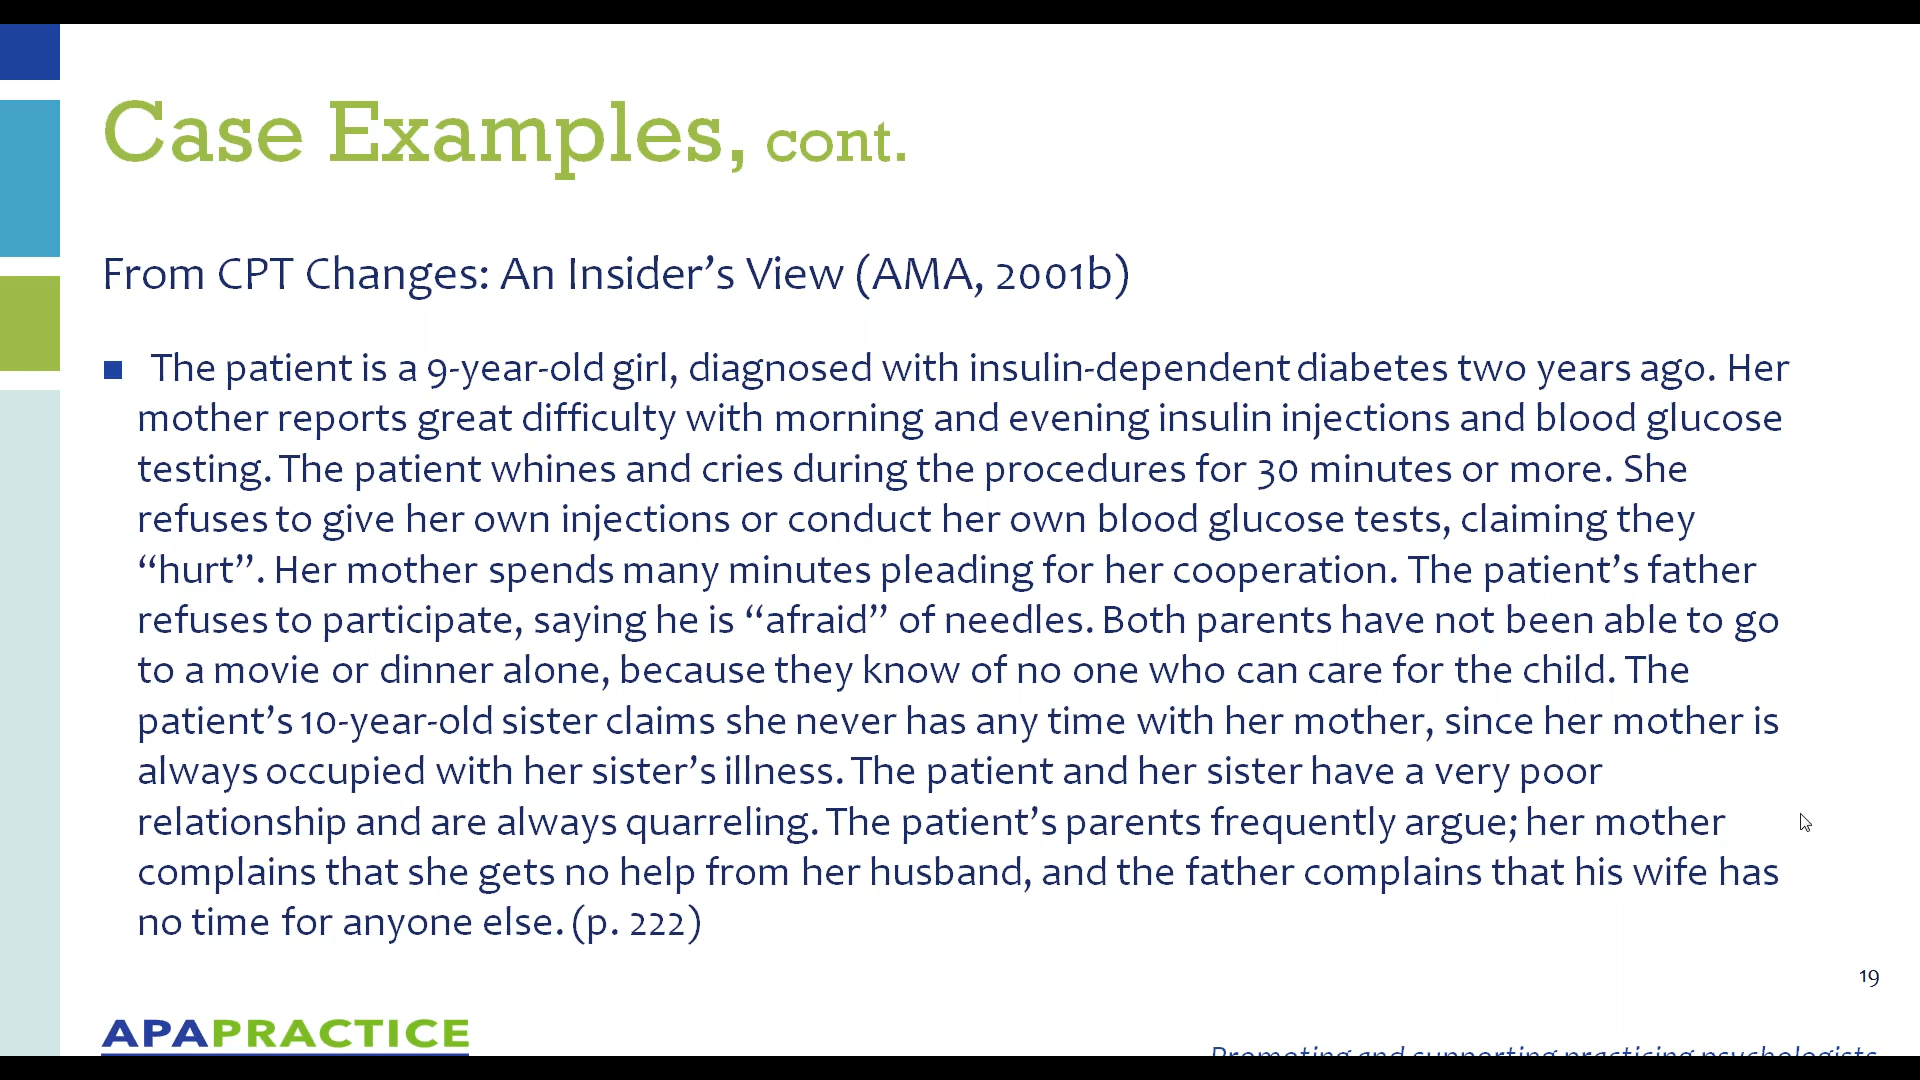 Case Examples, cont.
From CPT Changes: An Insider’s View (AMA, 2001b)
The patient is a 9-year-old girl, diagnosed with insulin-dependent diabetes two years ago. Her
mother reports great difficulty with morning and evening insulin injections and blood glucose
testing. The patient whines and cries during the procedures for 30 minutes or more. She
refuses to give her own injections or conduct her own blood glucose tests, claiming they
“hurt”. Her mother spends many minutes pleading for her cooperation. The patient’s father
refuses to participate, saying he is “afraid” of needles. Both parents have not been able to go
to a movie or dinner alone, because they know of no one who can care for the child. The
patient’s 10-year-old sister claims she never has any time with her mother, since her mother is
always occupied with her sister’s illness. The patient and her sister have a very poor
relationship and are always quarreling. The patient’s parents frequently argue; her mother
complains that she gets no help from her husband, and the father complains that his wife has
no time for anyone else. (p. 222)
19
APAPRACTICE
Promoting and supporting practicing psychologists